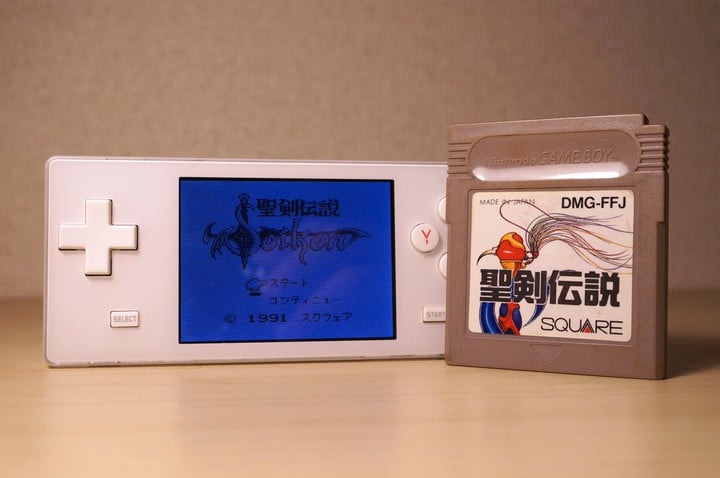 聖剣伝説
Seiken
スタート
コンティニュー
© 1991 スクウェア
SELECT
Y
START
Nintendo GAME BOY
MADE IN JAPAN
DMG-FFJ
聖剣伝説
SQUARE